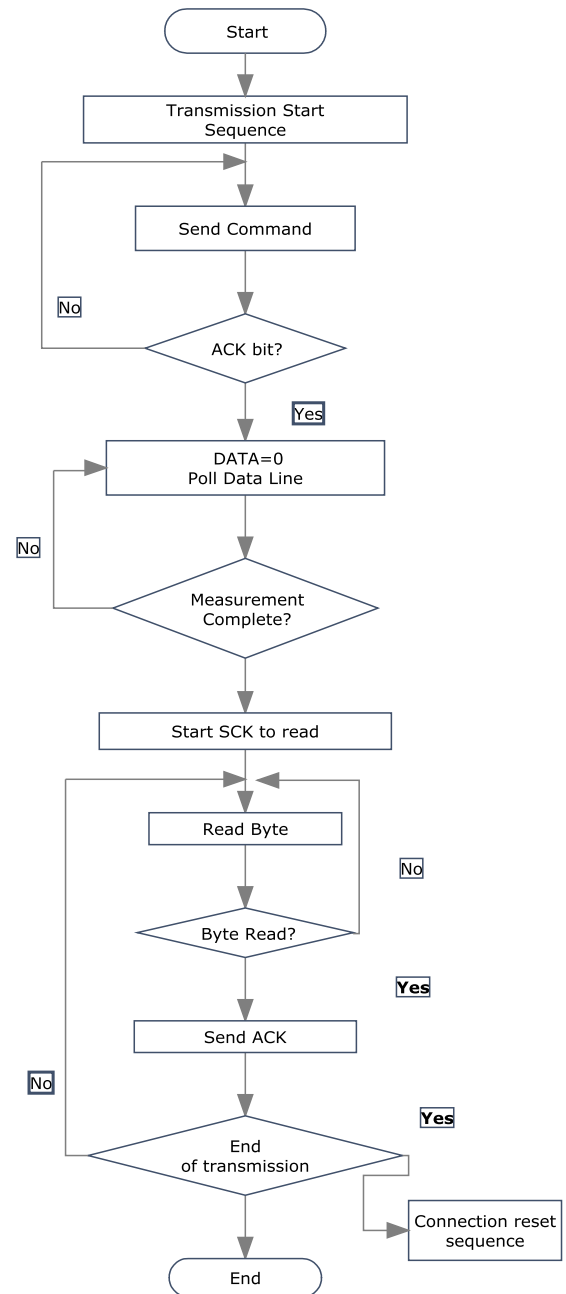 Start
Transmission Start
Sequence
Send Command
No
ACK bit?
Yes
DATA=0
Poll Data Line
No
Measurement
Complete?
Start SCK to read
Read Byte
No
Byte Read?
Yes
Send ACK
No
Yes
End
of transmission
Connection reset
sequence
End